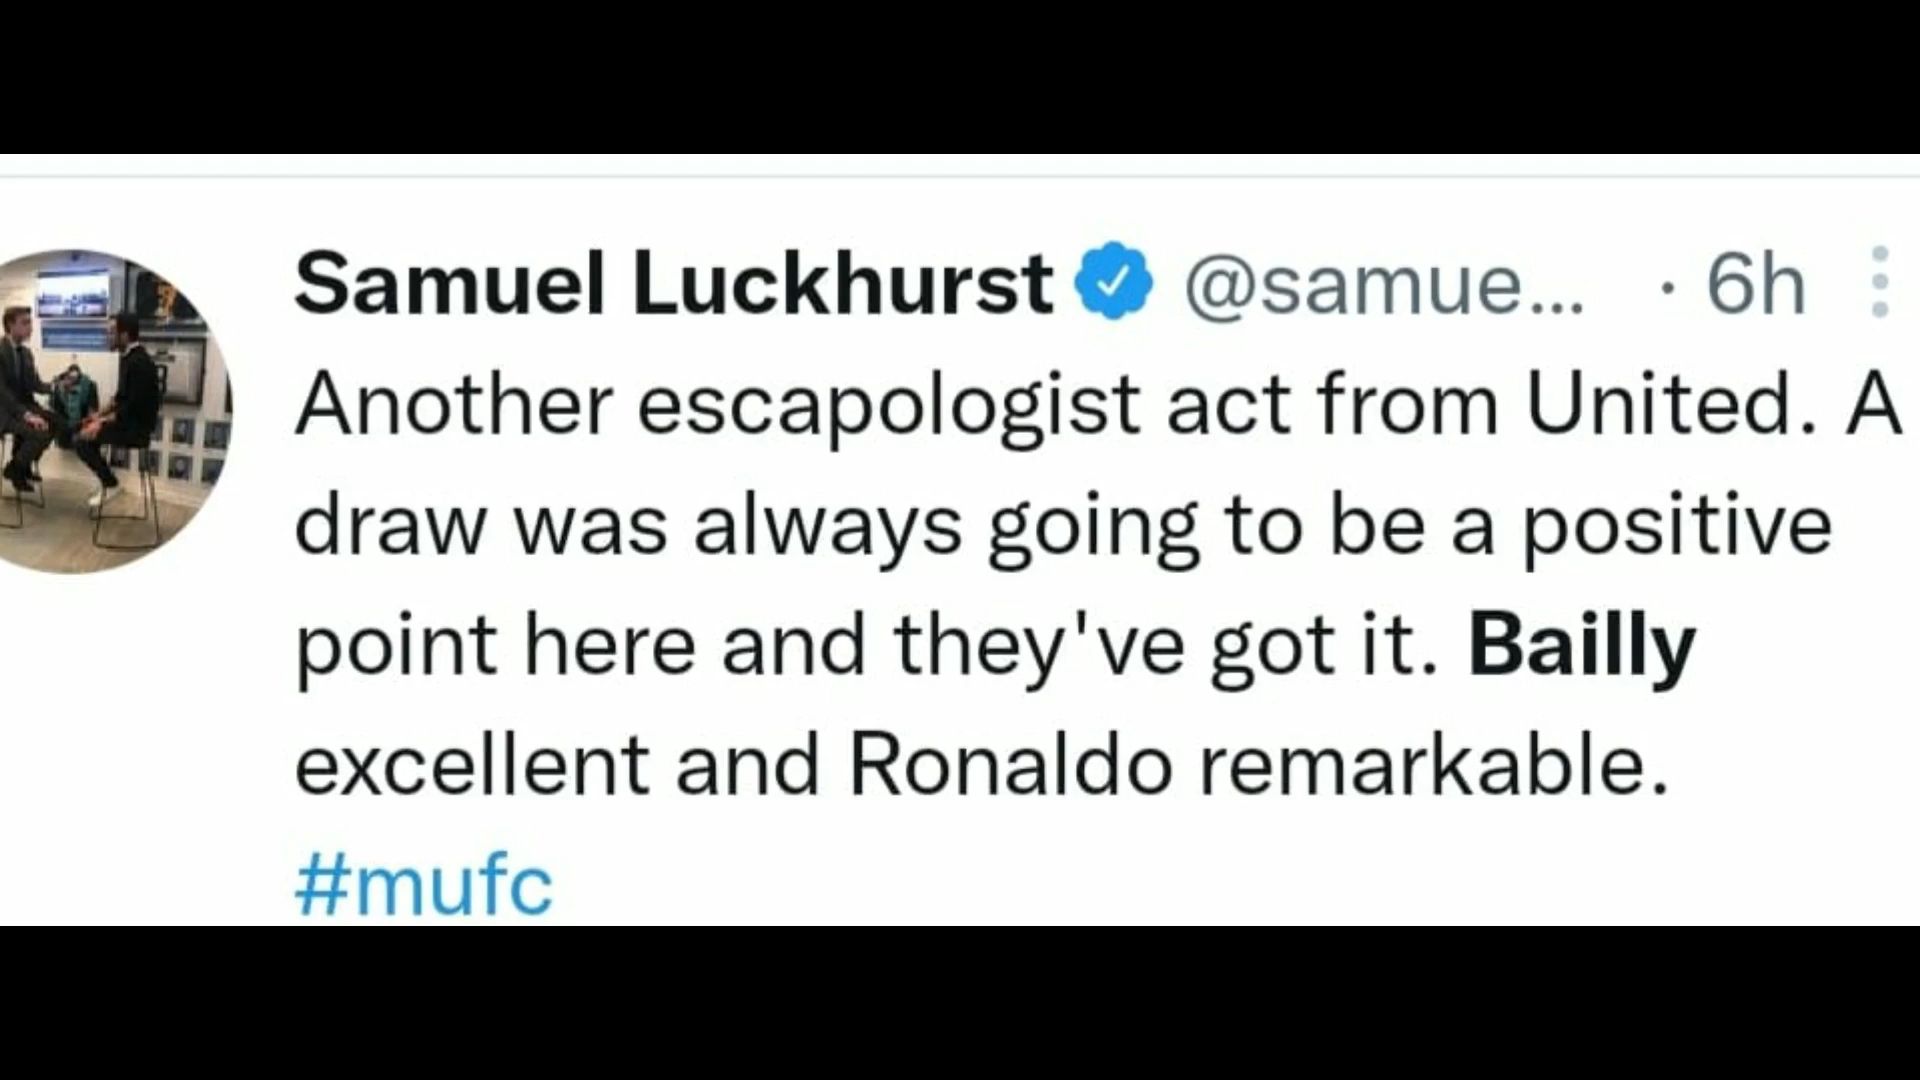 Samuel Luckhurst @samue... · 6h
Another escapologist act from United. A
draw was always going to be a positive
point here and they've got it. Bailly
excellent and Ronaldo remarkable.
#mufc